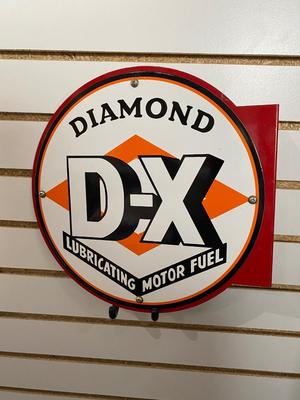 DIAMOND
D-X
LUBRICATING MOTOR FUEL